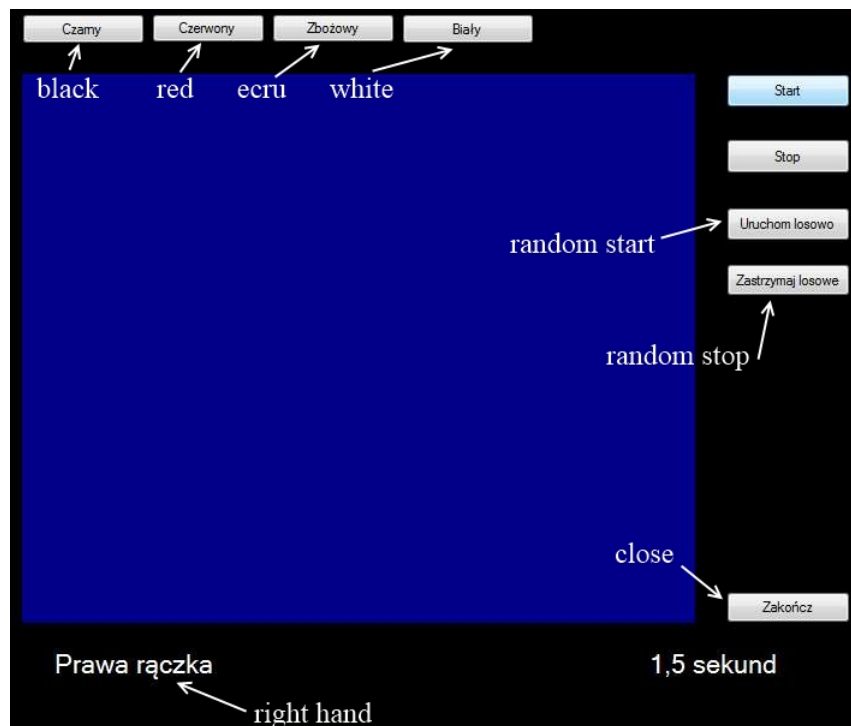 Czarny Czerwony Zbożowy Biały
black red ecru white
Start
Stop
Uruchom losowo
random start
Zastrzymaj losowe
random stop
close
Zakończ
Prawa rączka 1,5 sekund
right hand